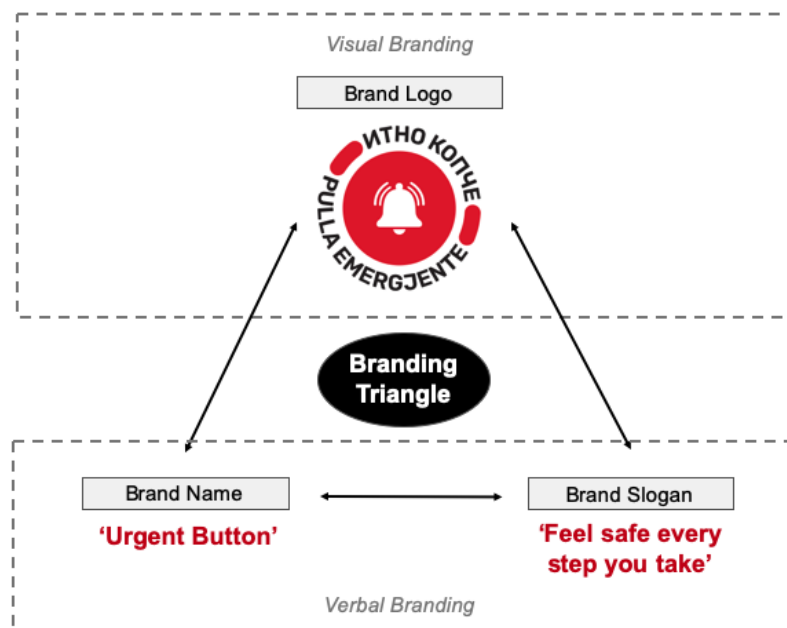 Visual Branding
Brand Logo
ИТНО КОПЧЕ
PULLA EMERGJENTE
Branding
Triangle
Brand Name
Brand Slogan
‘Urgent Button’
‘Feel safe every
step you take’
Verbal Branding